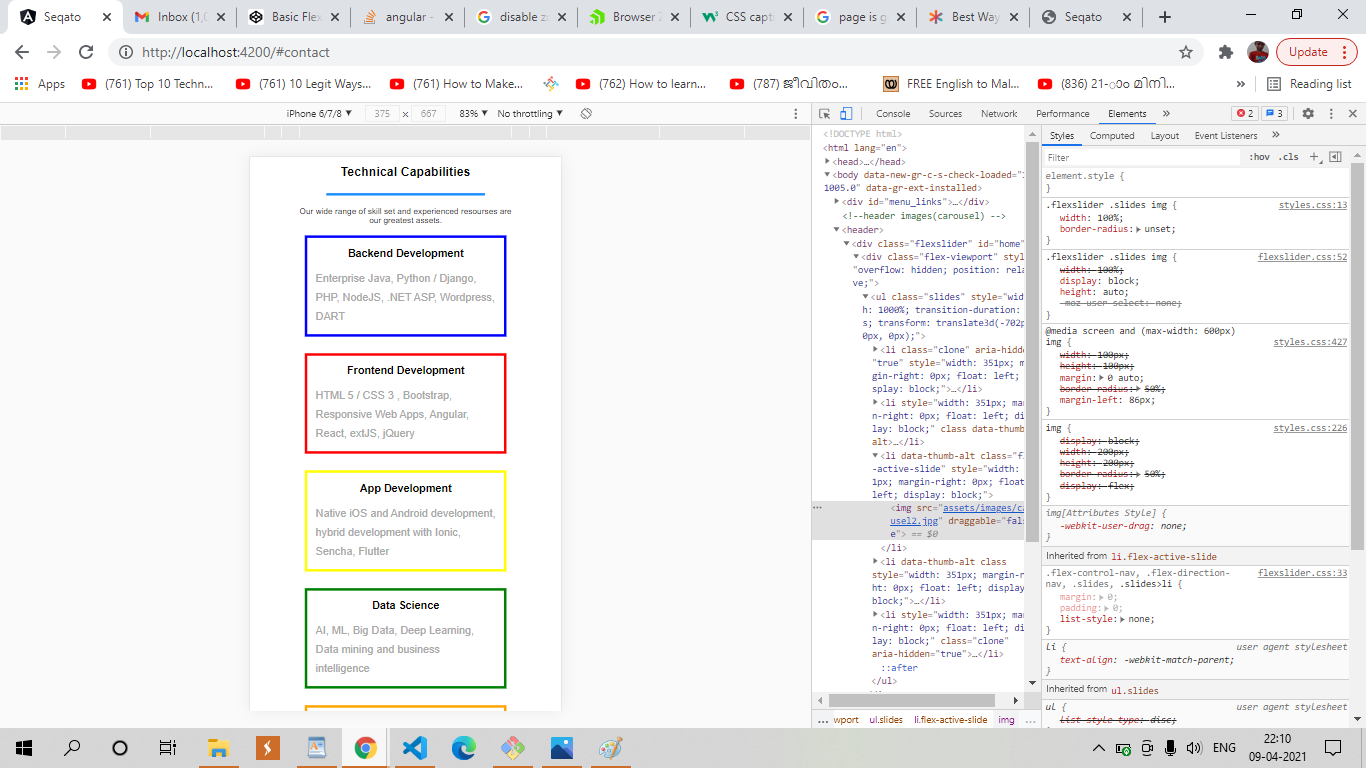 Seqato
Inbox (1,0
Basic Flex
angular -
disable zo
Browser Z
CSS capti
page is g
Best Way
Seqato
http://localhost:4200/#contact
Update
Apps
(761) Top 10 Techn...
(761) 10 Legit Ways...
(761) How to Make...
(762) How to learn...
(787) ജീവിതം...
FREE English to Mal...
(836) 21-ാം മിനി...
»
Reading list
iPhone 6/7/8 ▼
375
×
667
83% ▼
No throttling ▼
Console
Sources
Network
Performance
Elements
»
2
3
Technical Capabilities
Our wide range of skill set and experienced resourses are
our greatest assets.
Backend Development
Enterprise Java, Python / Django,
PHP, NodeJS, .NET ASP, Wordpress,
DART
Frontend Development
HTML 5 / CSS 3 , Bootstrap,
Responsive Web Apps, Angular,
React, extJS, jQuery
App Development
Native iOS and Android development,
hybrid development with Ionic,
Sencha, Flutter
Data Science
AI, ML, Big Data, Deep Learning,
Data mining and business
intelligence
<!DOCTYPE html>
<html lang="en">
<head>…</head>
<body data-new-gr-c-s-check-loaded="1
1005.0" data-gr-ext-installed>
<div id="menu_links">…</div>
<!--header images(carousel) -->
<header>
<div class="flexslider" id="home"
<div class="flex-viewport" styl
"overflow: hidden; position: rela
ve;">
<ul class="slides" style="wid
h: 1000%; transition-duration:
s; transform: translate3d(-702p
0px, 0px);">
<li class="clone" aria-hidd
"true" style="width: 351px; m
gin-right: 0px; float: left;
splay: block;">…</li>
<li style="width: 351px; mar
n-right: 0px; float: left; di
lay: block;" class data-thumb
alt>…</li>
<li data-thumb-alt class="fl
-active-slide" style="width:
1px; margin-right: 0px; float
left; display: block;">
<img src="assets/images/ca
usel2.jpg" draggable="fals
e"> == $0
</li>
<li data-thumb-alt class
style="width: 351px; margin-r
ht: 0px; float: left; display
block;">…</li>
<li style="width: 351px; mar
n-right: 0px; float: left; di
lay: block;" class="clone"
aria-hidden="true">…</li>
::after
</ul>
… wport
ul.slides
li.flex-active-slide
img
…
Styles
Computed
Layout
Event Listeners
»
Filter
:hov
.cls
+
element.style {
}
.flexslider .slides img {
styles.css:13
width: 100%;
border-radius: unset;
}
.flexslider .slides img {
flexslider.css:52
width: 100%;
display: block;
height: auto;
-moz-user-select: none;
}
@media screen and (max-width: 600px)
img {
styles.css:427
width: 100px;
height: 100px;
margin: 0 auto;
border-radius: 50%;
margin-left: 86px;
}
img {
styles.css:226
display: block;
width: 200px;
height: 200px;
border-radius: 50%;
display: flex;
}
img[Attributes Style] {
-webkit-user-drag: none;
}
Inherited from li.flex-active-slide
.flex-control-nav, .flex-direction-
flexslider.css:33
nav, .slides, .slides>li {
margin: 0;
padding: 0;
list-style: none;
}
li {
user agent stylesheet
text-align: -webkit-match-parent;
}
Inherited from ul.slides
ul {
user agent stylesheet
list-style-type: disc;
ENG
22:10
09-04-2021